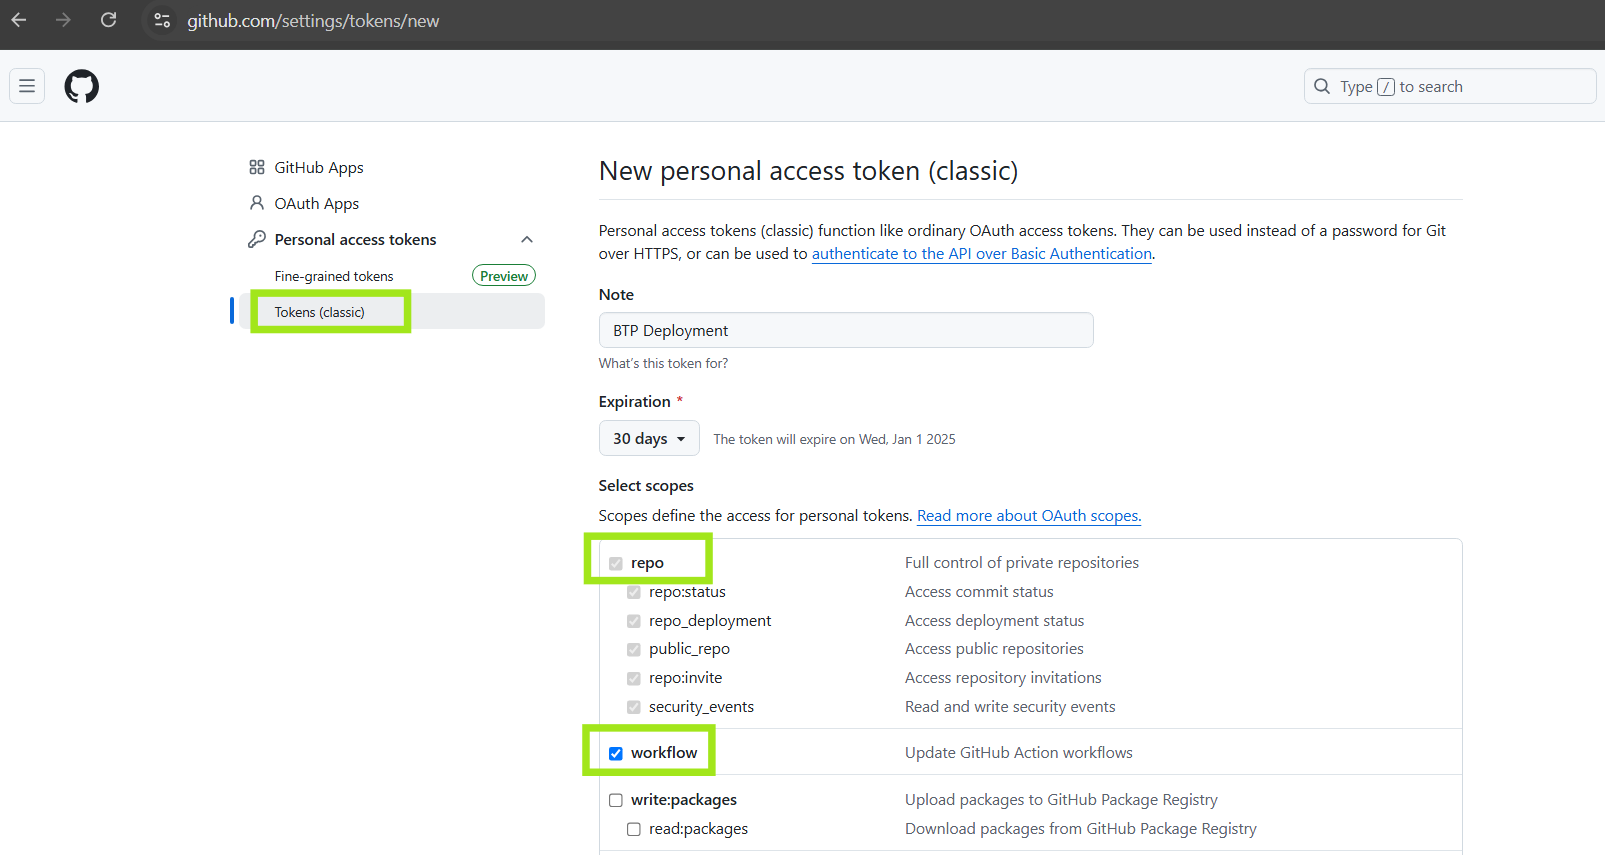 github.com/settings/tokens/new
Type / to search
GitHub Apps
OAuth Apps
Personal access tokens
Fine-grained tokens
Preview
Tokens (classic)
New personal access token (classic)
Personal access tokens (classic) function like ordinary OAuth access tokens. They can be used instead of a password for Git
over HTTPS, or can be used to authenticate to the API over Basic Authentication.
Note
BTP Deployment
What's this token for?
Expiration *
30 days
The token will expire on Wed, Jan 1 2025
Select scopes
Scopes define the access for personal tokens. Read more about OAuth scopes.
repo Full control of private repositories
repo:status Access commit status
repo_deployment Access deployment status
public_repo Access public repositories
repo:invite Access repository invitations
security_events Read and write security events
workflow Update GitHub Action workflows
write:packages Upload packages to GitHub Package Registry
read:packages Download packages from GitHub Package Registry